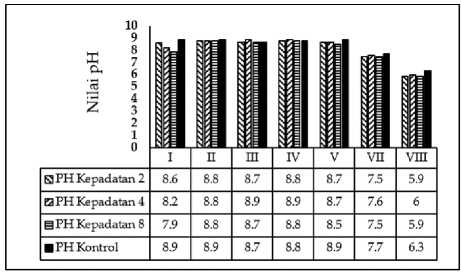 Nilai pH
10
9
8
7
6
5
4
3
2
1
0
I II III IV V VII VIII
PH Kepadatan 2 8.6 8.8 8.7 8.8 8.7 7.5 5.9
PH Kepadatan 4 8.2 8.8 8.9 8.9 8.7 7.6 6
PH Kepadatan 8 7.9 8.8 8.7 8.8 8.5 7.5 5.9
PH Kontrol 8.9 8.9 8.7 8.8 8.9 7.7 6.3